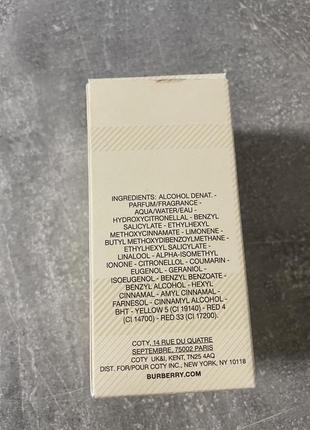 INGREDIENTS: ALCOHOL DENAT. -
PARFUM/FRAGRANCE -
AQUA/WATER/EAU -
HYDROXYCITRONELLAL - BENZYL
SALICYLATE - ETHYLHEXYL
METHOXYCINNAMATE - LIMONENE -
BUTYL METHOXYDIBENZOYLMETHANE -
ETHYLHEXYL SALICYLATE -
LINALOOL - ALPHA-ISOMETHYL
IONONE - CITRONELLOL - COUMARIN -
EUGENOL - GERANIOL -
ISOEUGENOL - BENZYL BENZOATE -
BENZYL ALCOHOL - HEXYL
CINNAMAL - AMYL CINNAMAL -
FARNESOL - CINNAMYL ALCOHOL -
BHT - YELLOW 5 (CI 19140) - RED 4
(CI 14700) - RED 33 (CI 17200).
COTY, 14 RUE DU QUATRE
SEPTEMBRE, 75002 PARIS
COTY UK&I, KENT, TN25 4AQ
DIST. FOR/POUR COTY INC., NEW YORK, NY 10118
BURBERRY.COM